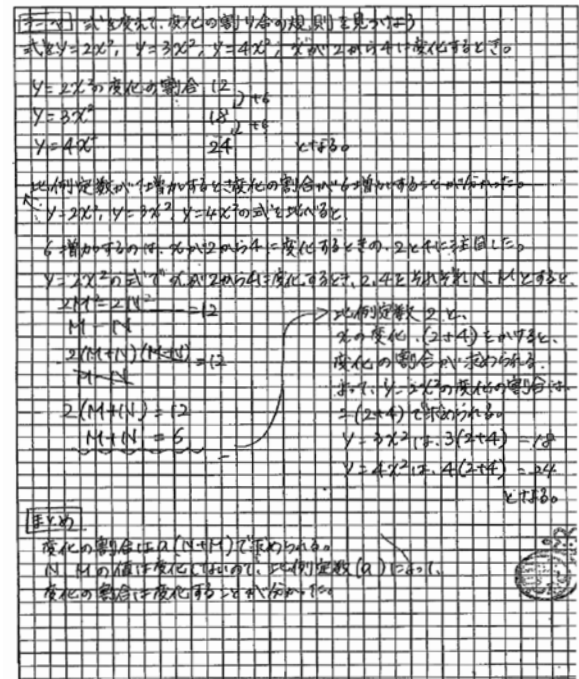 テーマ 式を変えて、変化の割り合の規則を見つけよう
式をy=2x², y=3x², y=4x², xが2から4に変化するとき。
y=2x²の変化の割合 12
+6
y=3x² 18
+6
y=4x² 24 となる。
比例定数が1増加すると変化の割合が6増加することが分かった。
y=2x², y=3x², y=4x²の式を比べると、
6増加するのは、xが2から4に変化するときの、2と4に注目した。
y=2x²の式で xが2から4に変化するとき、2,4をそれぞれN, Mとすると、
2M²-2N² =12
M-N
2(M+N)(M-N) =12
M-N
2(M+N)=12
M+N=6
比例定数2と、
xの変化、(2+4)をかけると、
変化の割合が求められる。
よって、y=2x²の変化の割合は、
2(2+4)で求められる。
y=3x²は、3(2+4)=18
y=4x²は、4(2+4)=24
となる。
まとめ
変化の割合はa(N+M)で求められる。
N Mの値は変化してないので、比例定数(a)によって、
変化の割合は変化することが分かった。